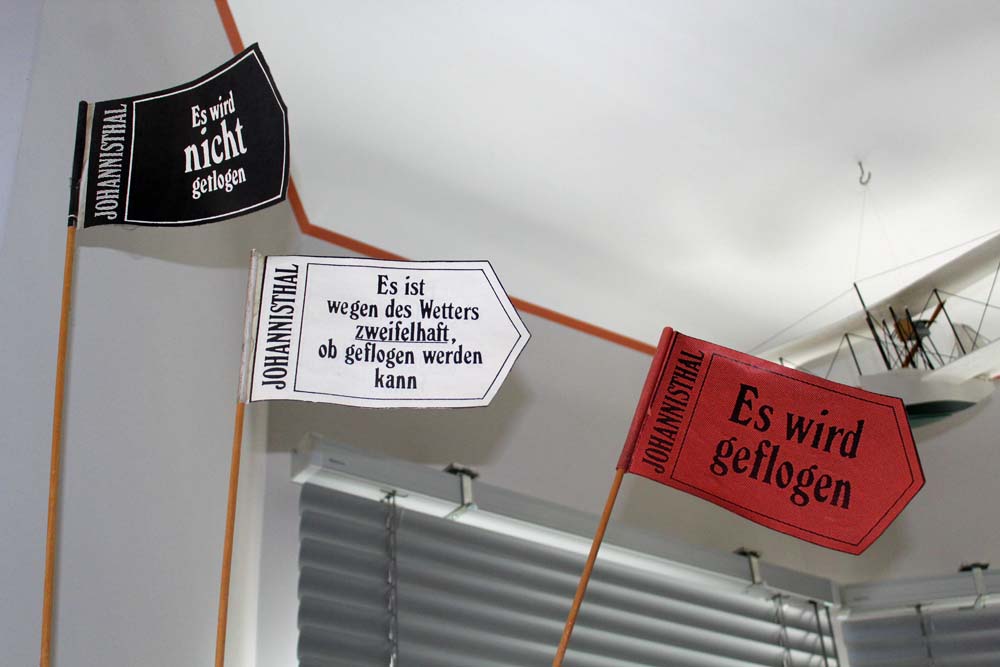 JOHANNISTHAL
Es wird
nicht
geflogen
JOHANNISTHAL
Es ist
wegen des Wetters
zweifelhaft,
ob geflogen werden
kann
JOHANNISTHAL
Es wird
geflogen